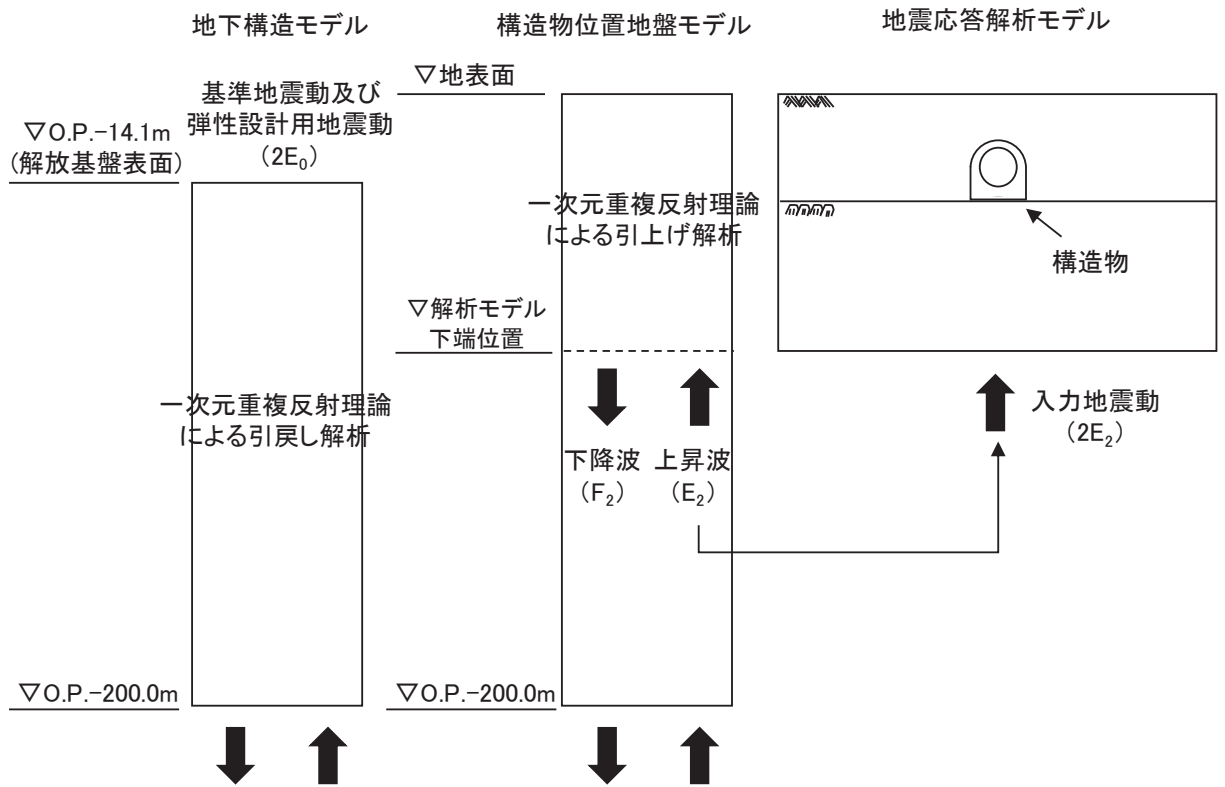 地下構造モデル
基準地震動及び
弾性設計用地震動
(2E₀)
▽O.P.-14.1m
(解放基盤表面)
一次元重複反射理論
による引戻し解析
▽O.P.-200.0m
構造物位置地盤モデル
▽地表面
一次元重複反射理論
による引上げ解析
▽解析モデル
下端位置
下降波
(F₂)
上昇波
(E₂)
▽O.P.-200.0m
地震応答解析モデル
構造物
入力地震動
(2E₂)